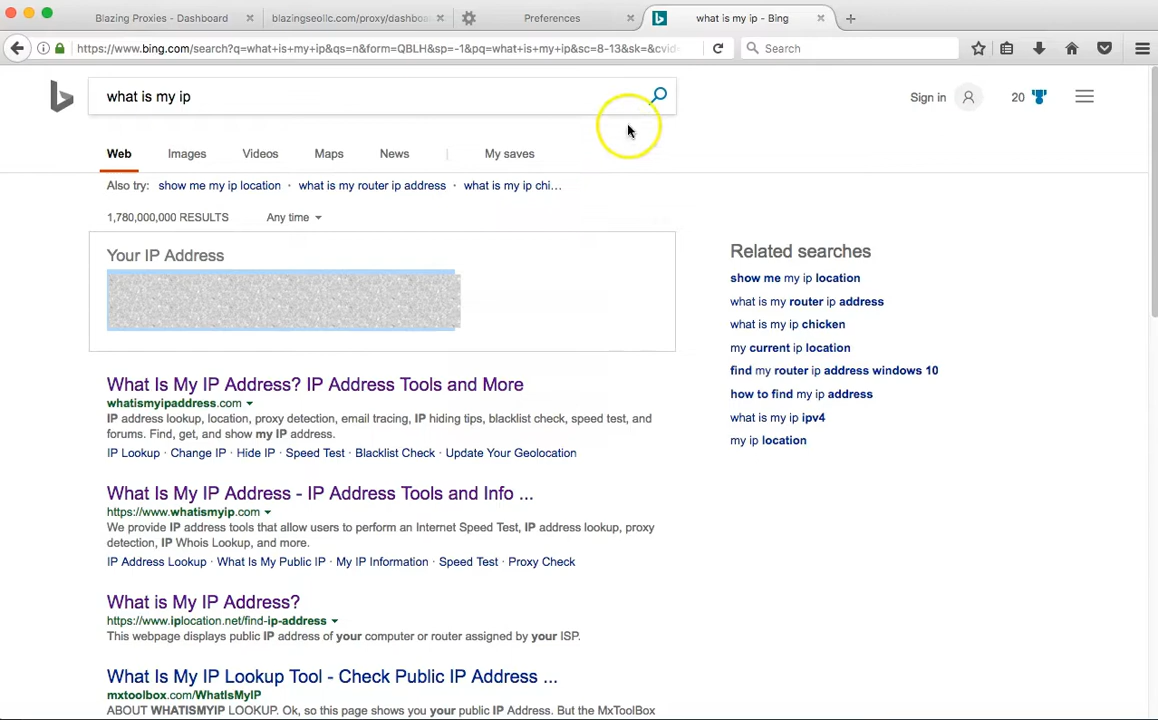 Blazing Proxies - Dashboard
blazingseollc.com/proxy/dashboa
Preferences
what is my ip - Bing
https://www.bing.com/search?q=what+is+my+ip&qs=n&form=QBLH&sp=-1&pq=what+is+my+ip&sc=8-13&sk=&cvid
Search
what is my ip
Sign in
20
Web Images Videos Maps News | My saves
Also try: show me my ip location · what is my router ip address · what is my ip chi...
1,780,000,000 RESULTS Any time
Your IP Address
What Is My IP Address? IP Address Tools and More
whatismyipaddress.com
IP address lookup, location, proxy detection, email tracing, IP hiding tips, blacklist check, speed test, and
forums. Find, get, and show my IP address.
IP Lookup · Change IP · Hide IP · Speed Test · Blacklist Check · Update Your Geolocation
What Is My IP Address - IP Address Tools and Info ...
https://www.whatismyip.com
We provide IP address tools that allow users to perform an Internet Speed Test, IP address lookup, proxy
detection, IP Whois Lookup, and more.
IP Address Lookup · What Is My Public IP · My IP Information · Speed Test · Proxy Check
What is My IP Address?
https://www.iplocation.net/find-ip-address
This webpage displays public IP address of your computer or router assigned by your ISP.
What Is My IP Lookup Tool - Check Public IP Address ...
mxtoolbox.com/WhatIsMyIP
ABOUT WHATISMYIP LOOKUP. Ok, so this page shows you your public IP Address. But the MxToolBox
Related searches
show me my ip location
what is my router ip address
what is my ip chicken
my current ip location
find my router ip address windows 10
how to find my ip address
what is my ipv4
my ip location